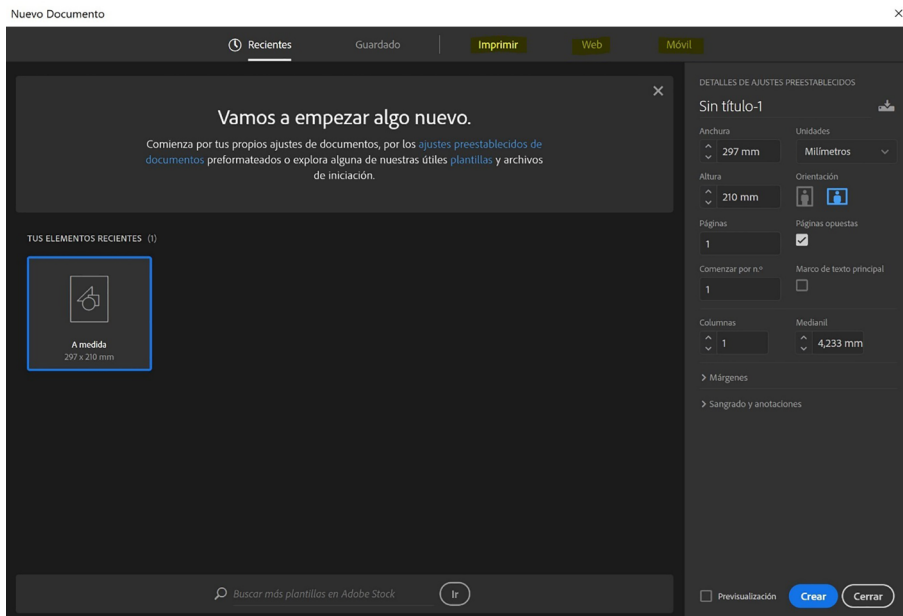 Nuevo Documento
Recientes
Guardado
Imprimir
Web
Móvil
Vamos a empezar algo nuevo.
Comienza por tus propios ajustes de documentos, por los ajustes preestablecidos de
documentos preformateados o explora alguna de nuestras útiles plantillas y archivos
de iniciación.
TUS ELEMENTOS RECIENTES (1)
A medida
297 x 210 mm
Buscar más plantillas en Adobe Stock
Ir
DETALLES DE AJUSTES PREESTABLECIDOS
Sin título-1
Anchura
Unidades
297 mm
Milímetros
Altura
Orientación
210 mm
Páginas
Páginas opuestas
1
Comenzar por n.º
Marco de texto principal
1
Columnas
Medianil
1
4,233 mm
Márgenes
Sangrado y anotaciones
Previsualización
Crear
Cerrar